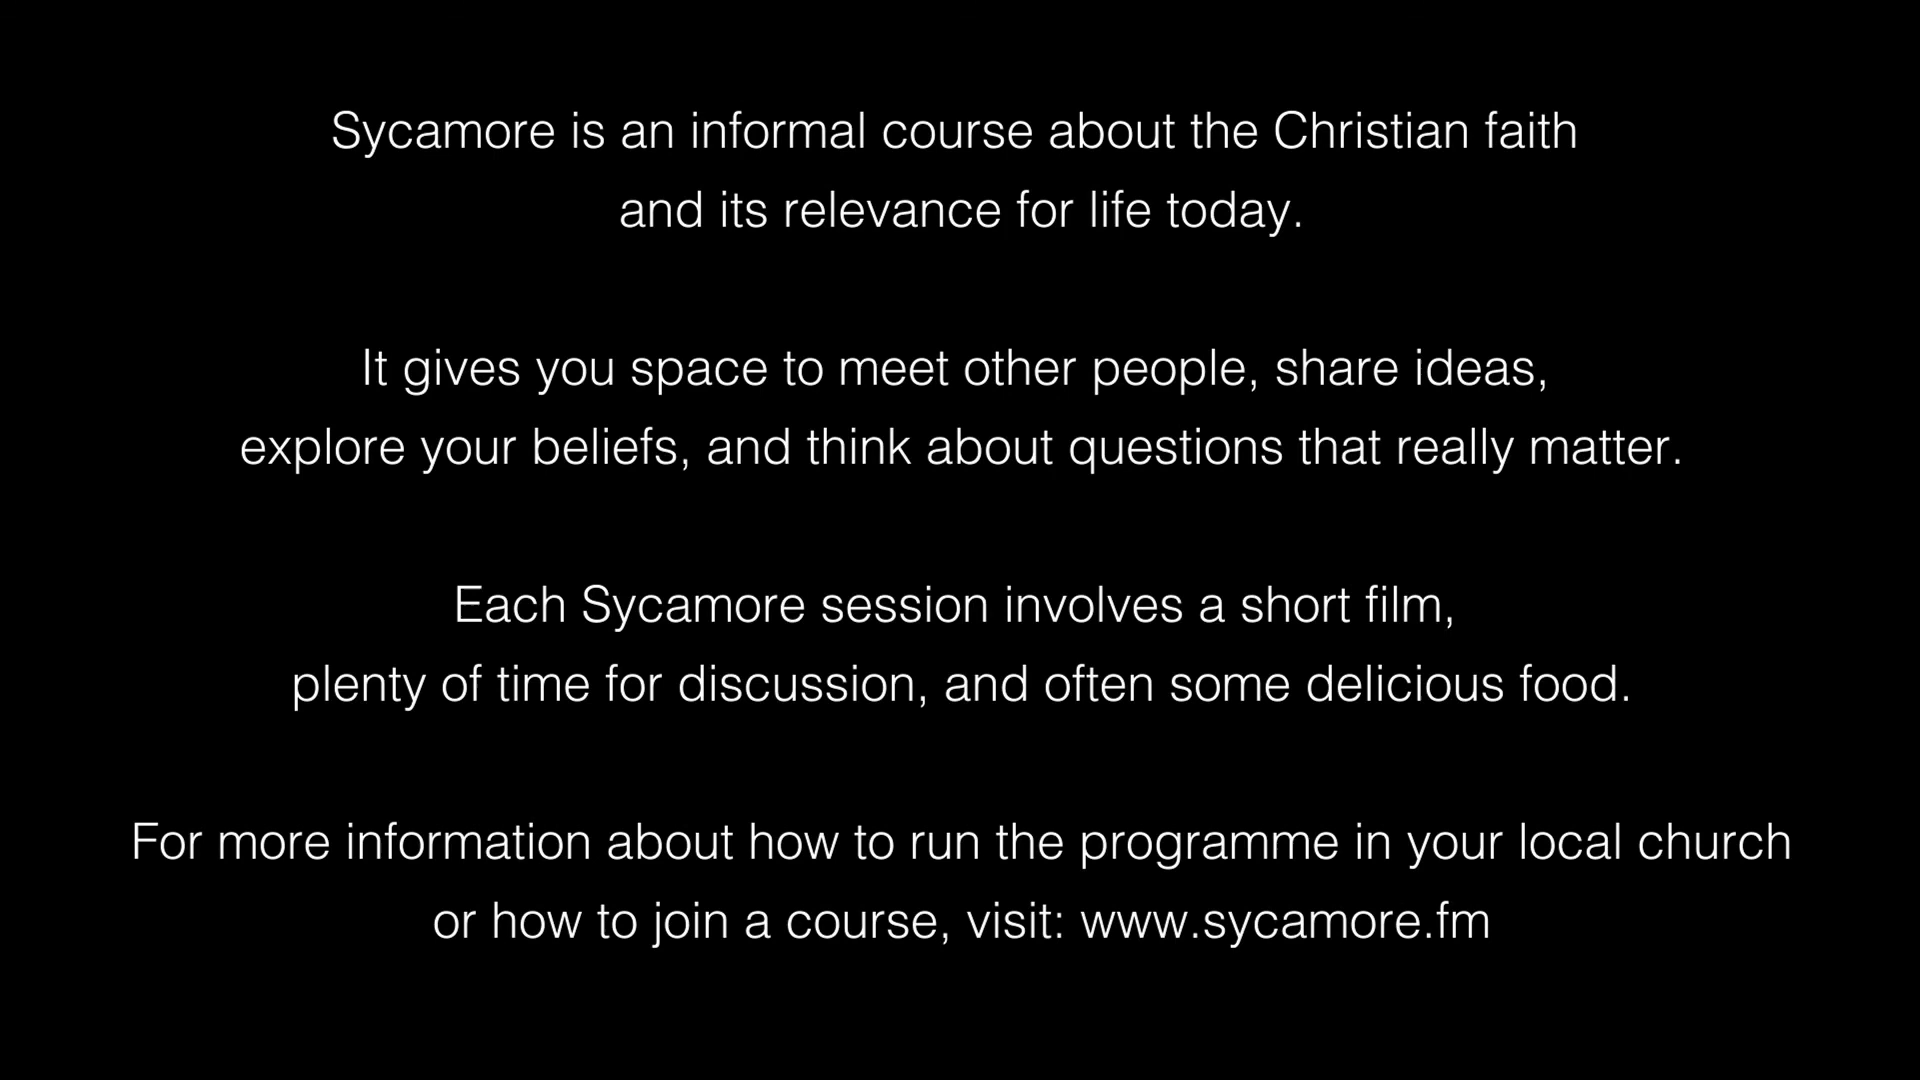 Sycamore is an informal course about the Christian faith
and its relevance for life today.
It gives you space to meet other people, share ideas,
explore your beliefs, and think about questions that really matter.
Each Sycamore session involves a short film,
plenty of time for discussion, and often some delicious food.
For more information about how to run the programme in your local church
or how to join a course, visit: www.sycamore.fm